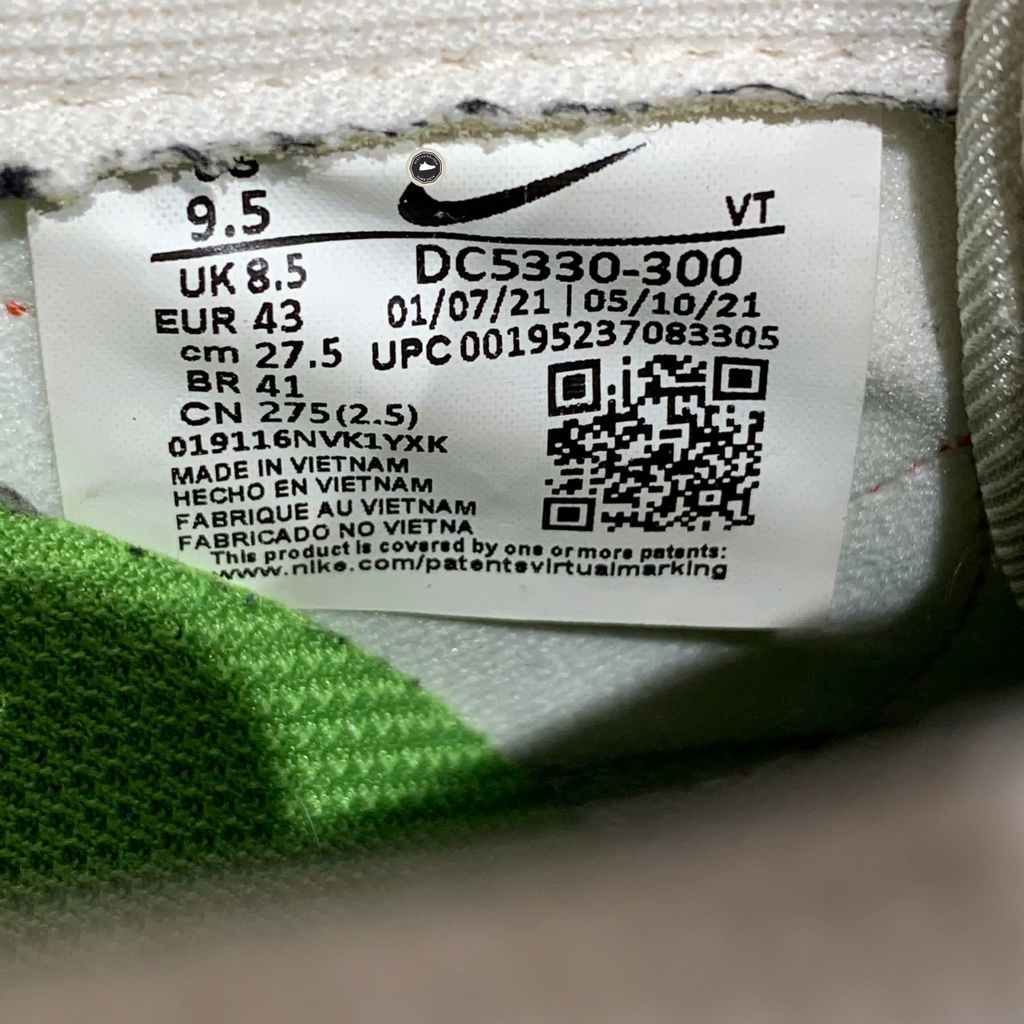 US
9.5
VT
UK 8.5
DC5330-300
EUR 43
01/07/21 | 05/10/21
cm 27.5
UPC 00195237083305
BR 41
CN 275(2.5)
019116NVK1YXK
MADE IN VIETNAM
HECHO EN VIETNAM
FABRIQUE AU VIETNAM
FABRICADO NO VIETNA
This product is covered by one or more patents:
www.nike.com/patentsvirtualmarking